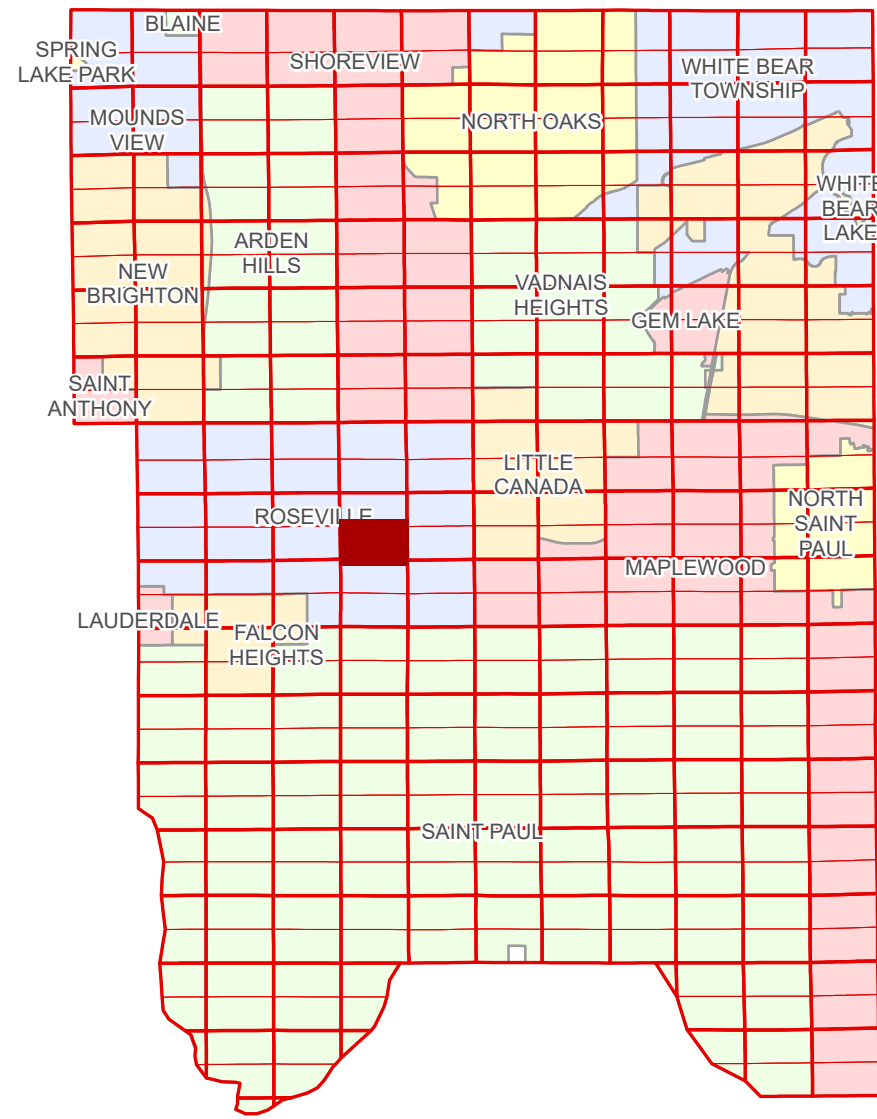 BLAINE
SPRING
LAKE PARK
SHOREVIEW
WHITE BEAR
TOWNSHIP
MOUNDS
VIEW
NORTH OAKS
WHITE
BEAR
LAKE
ARDEN
HILLS
NEW
BRIGHTON
VADNAIS
HEIGHTS
GEM LAKE
SAINT
ANTHONY
LITTLE
CANADA
NORTH
SAINT
PAUL
ROSEVILLE
MAPLEWOOD
LAUDERDALE
FALCON
HEIGHTS
SAINT PAUL